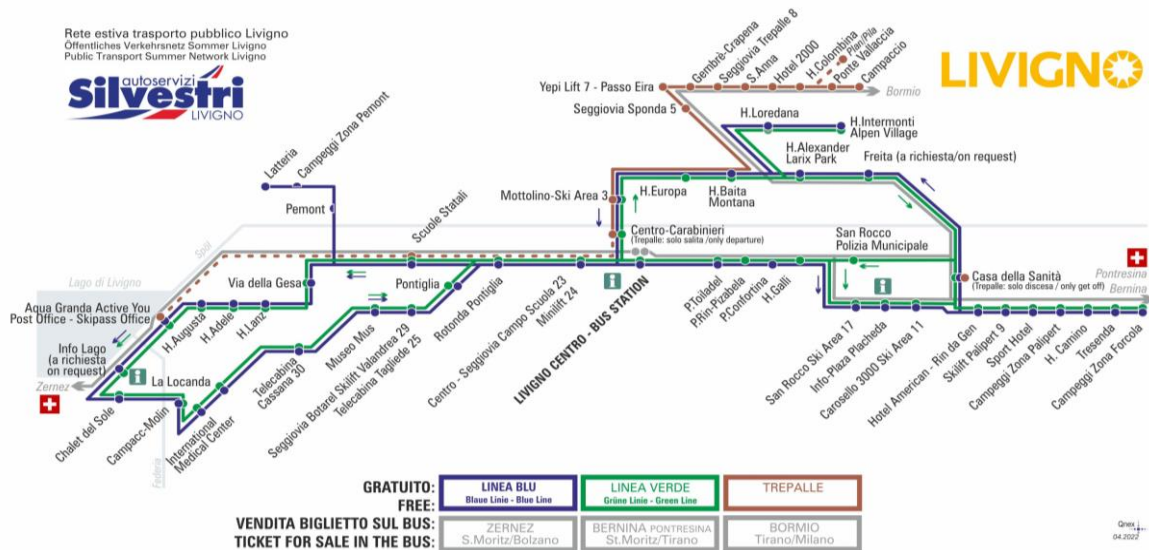 Rete estiva trasporto pubblico Livigno
Öffentliches Verkehrsnetz Sommer Livigno
Public Transport Summer Network Livigno
autoservizi
Silvestri
LIVIGNO
LIVIGNO
Gembrè-Crapena
Seggiovia Trepalle 8
S.Anna
Hotel 2000
H.Colombina
Plan/Pila
Ponte Vallaccia
Campaccio
Yepi Lift 7 - Passo Eira
Bormio
Seggiovia Sponda 5
H.Loredana
H.Intermonti
Alpen Village
H.Alexander
Larix Park
Freita (a richiesta/on request)
Latteria
Campeggi Zona Pemont
Pemont
Mottolino-Ski Area 3
H.Europa
H.Baita
Montana
Scuole Statali
Centro-Carabinieri
(Trepalle: solo salita /only departure)
San Rocco
Polizia Municipale
Spöl
Lago di Livigno
Via della Gesa
Pontiglia
Casa della Sanità
(Trepalle: solo discesa / only get off)
Pontresina
Bernina
Aqua Granda Active You
Post Office - Skipass Office
H.Augusta
H.Adele
H.Lanz
Museo Mus
Rotonda Pontiglia
Centro - Seggiovia Campo Scuola 23
Minilift 24
LIVIGNO CENTRO - BUS STATION
P.Toiladel
P.Rin-Pizabela
P.Confortina
H.Galli
Info Lago
(a richiesta
on request)
La Locanda
Zernez
Federia
Chalet del Sole
Campacc-Molin
International
Medical Center
Telecabina
Cassana 30
Seggiovia Botarel Skilift Valandrea 29
Telecabina Tagliede 25
San Rocco Ski Area 17
Info-Plaza Placheda
Carosello 3000 Ski Area 11
Hotel American - Rin da Gen
Skilift Palipert 9
Sport Hotel
Campeggi Zona Palipert
H. Camino
Tresenda
Campeggi Zona Forcola
GRATUITO:
FREE:
LINEA BLU
Blaue Linie - Blue Line
LINEA VERDE
Grüne Linie - Green Line
TREPALLE
VENDITA BIGLIETTO SUL BUS:
TICKET FOR SALE IN THE BUS:
ZERNEZ
S.Moritz/Bolzano
BERNINA PONTRESINA
St.Moritz/Tirano
BORMIO
Tirano/Milano
Qnex
04.2022